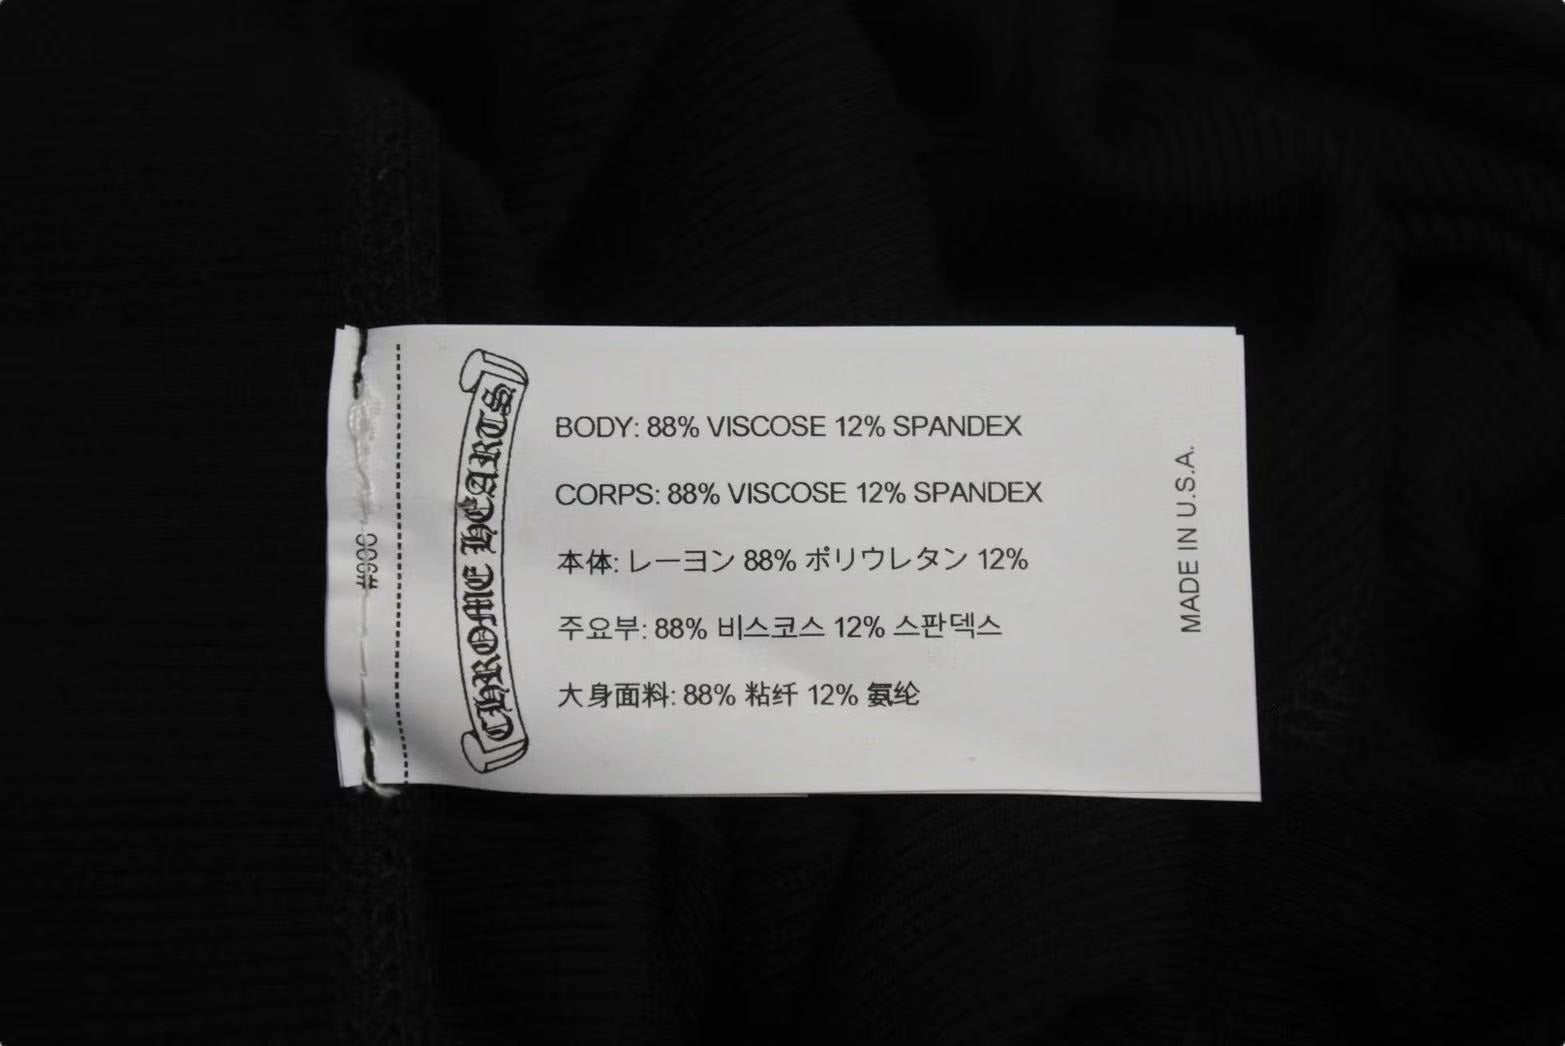 CHROME HEARTS
BODY: 88% VISCOSE 12% SPANDEX
CORPS: 88% VISCOSE 12% SPANDEX
本体: レーヨン 88% ポリウレタン 12%
주요부: 88% 비스코스 12% 스판덱스
大身面料: 88% 粘纤 12% 氨纶
MADE IN U.S.A.